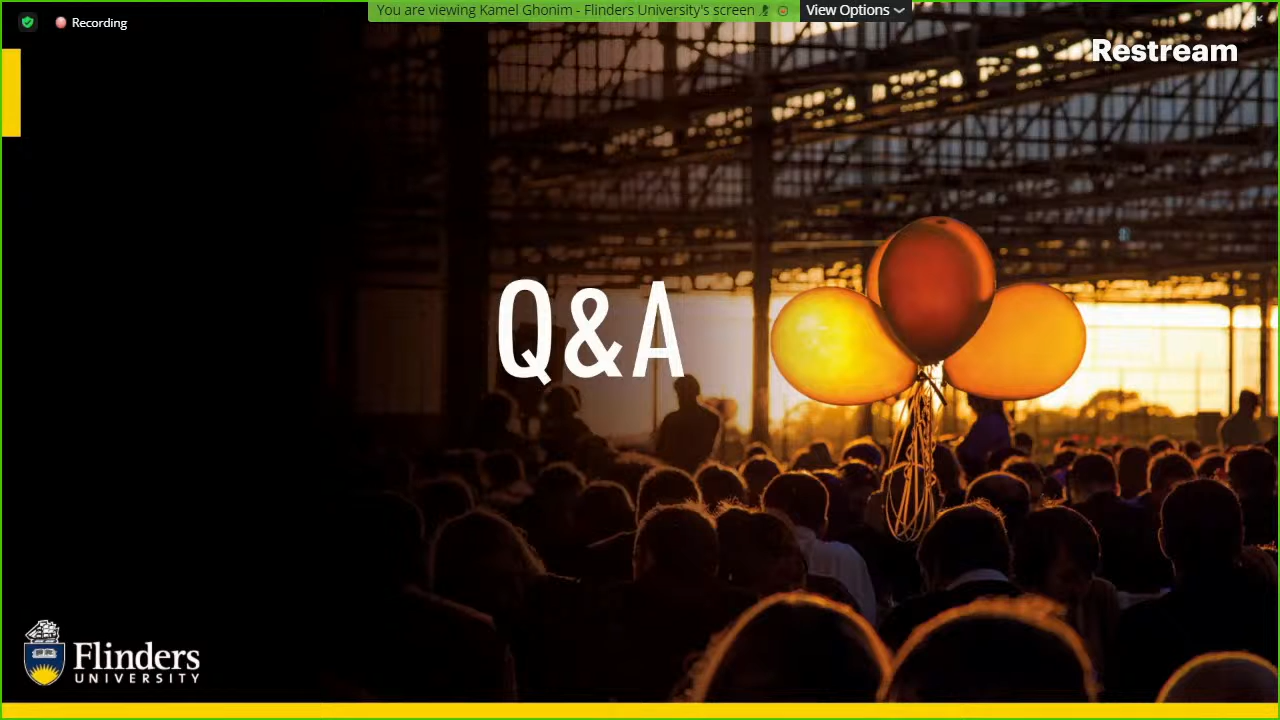 You are viewing Kamel Ghonim - Flinders University's screen
View Options
Recording
Restream
Q&A
Flinders
UNIVERSITY